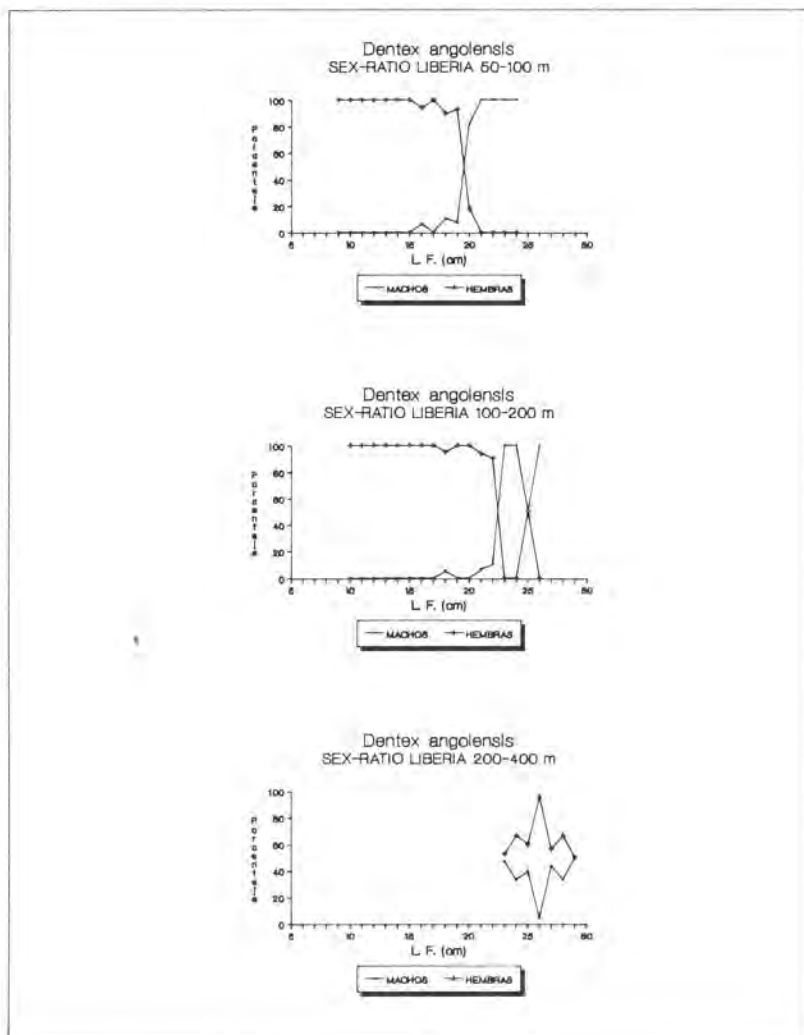 Dentex angolensis
SEX-RATIO LIBERIA 50-100 m
Porcentaje
100
80
60
40
20
0
5 10 15 20 25 30
L. F. (cm)
MACHOS HEMBRAS
Dentex angolensis
SEX-RATIO LIBERIA 100-200 m
Porcentaje
100
80
60
40
20
0
5 10 15 20 25 30
L. F. (cm)
MACHOS HEMBRAS
Dentex angolensis
SEX-RATIO LIBERIA 200-400 m
Porcentaje
100
80
60
40
20
0
5 10 15 20 25 30
L. F. (cm)
MACHOS HEMBRAS